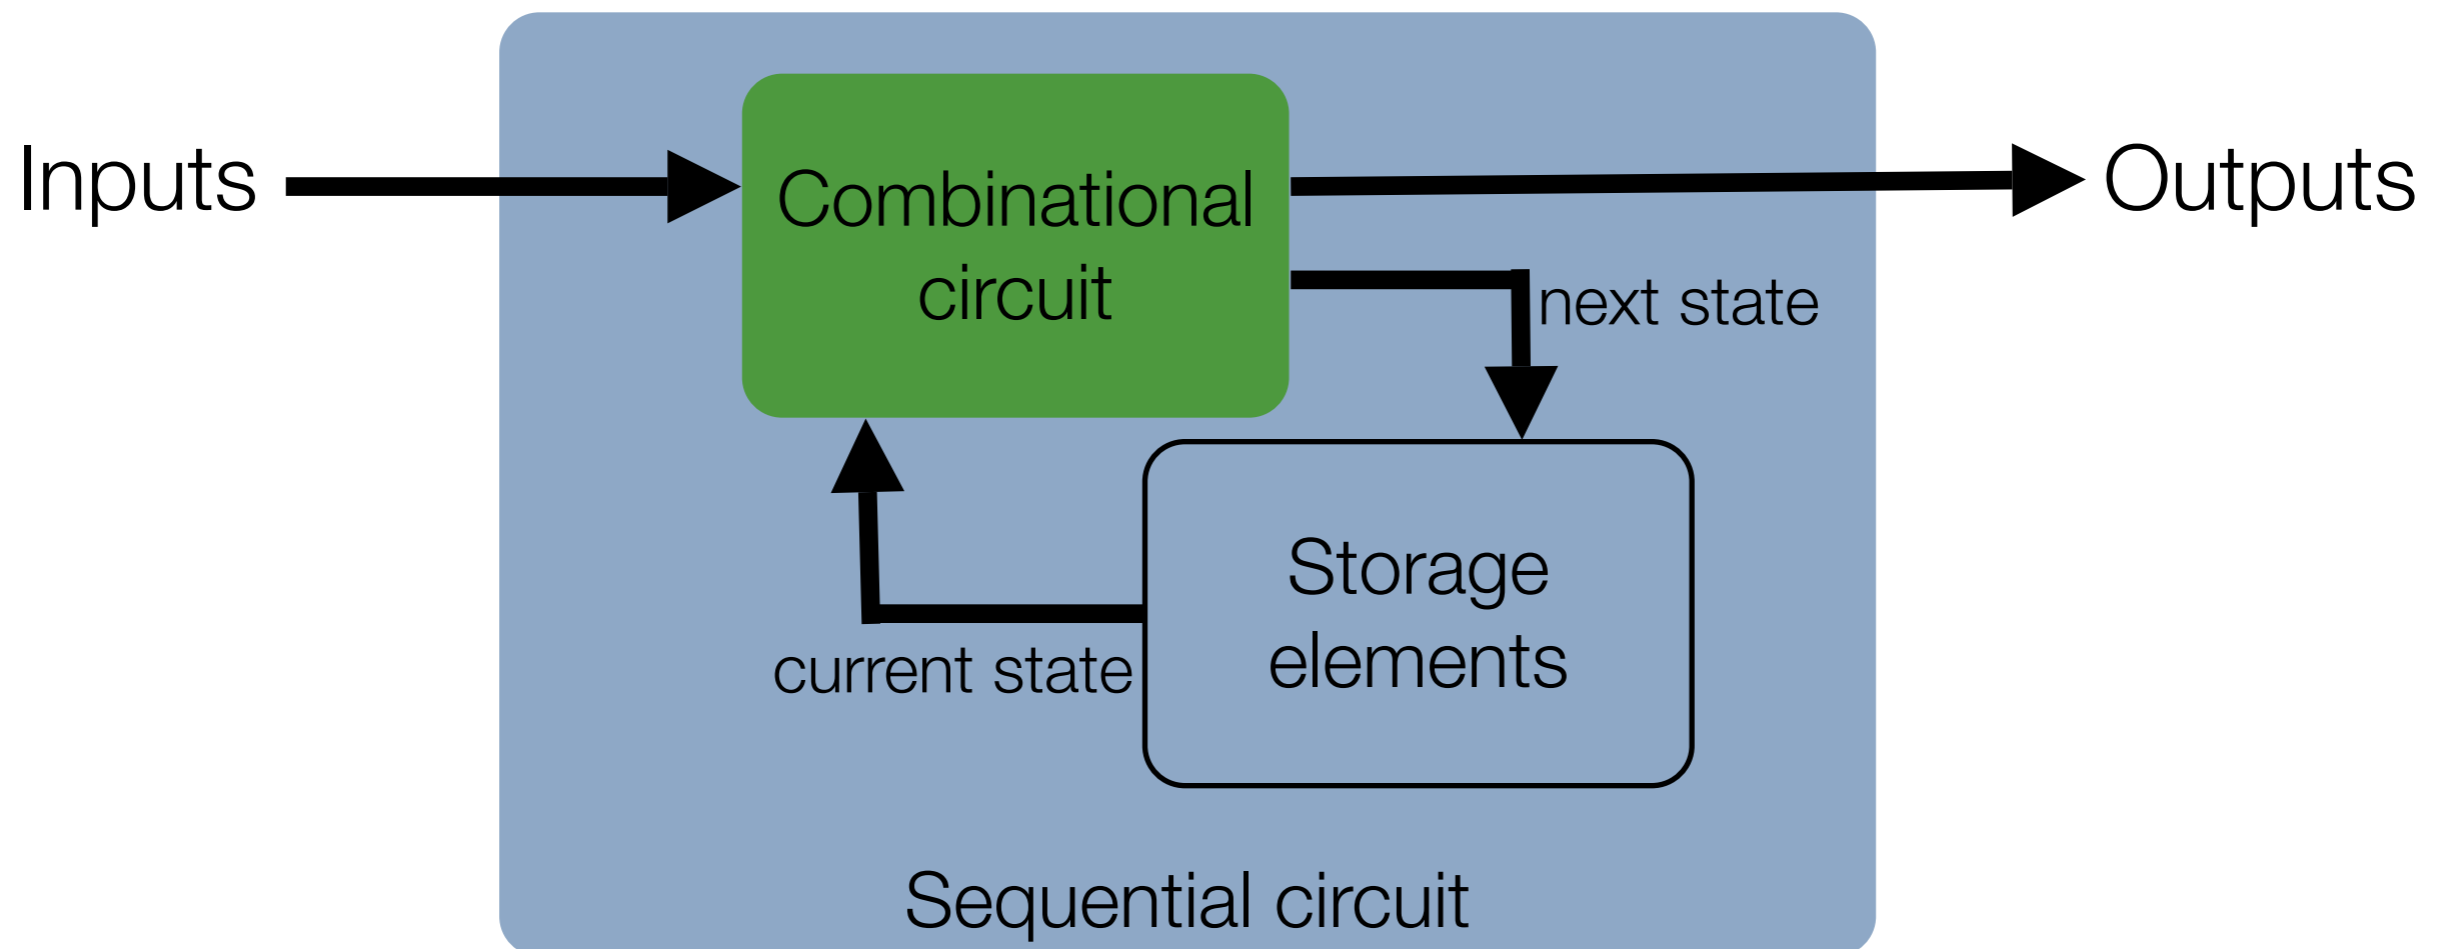 Inputs
Combinational
circuit
Outputs
next state
current state
Storage
elements
Sequential circuit